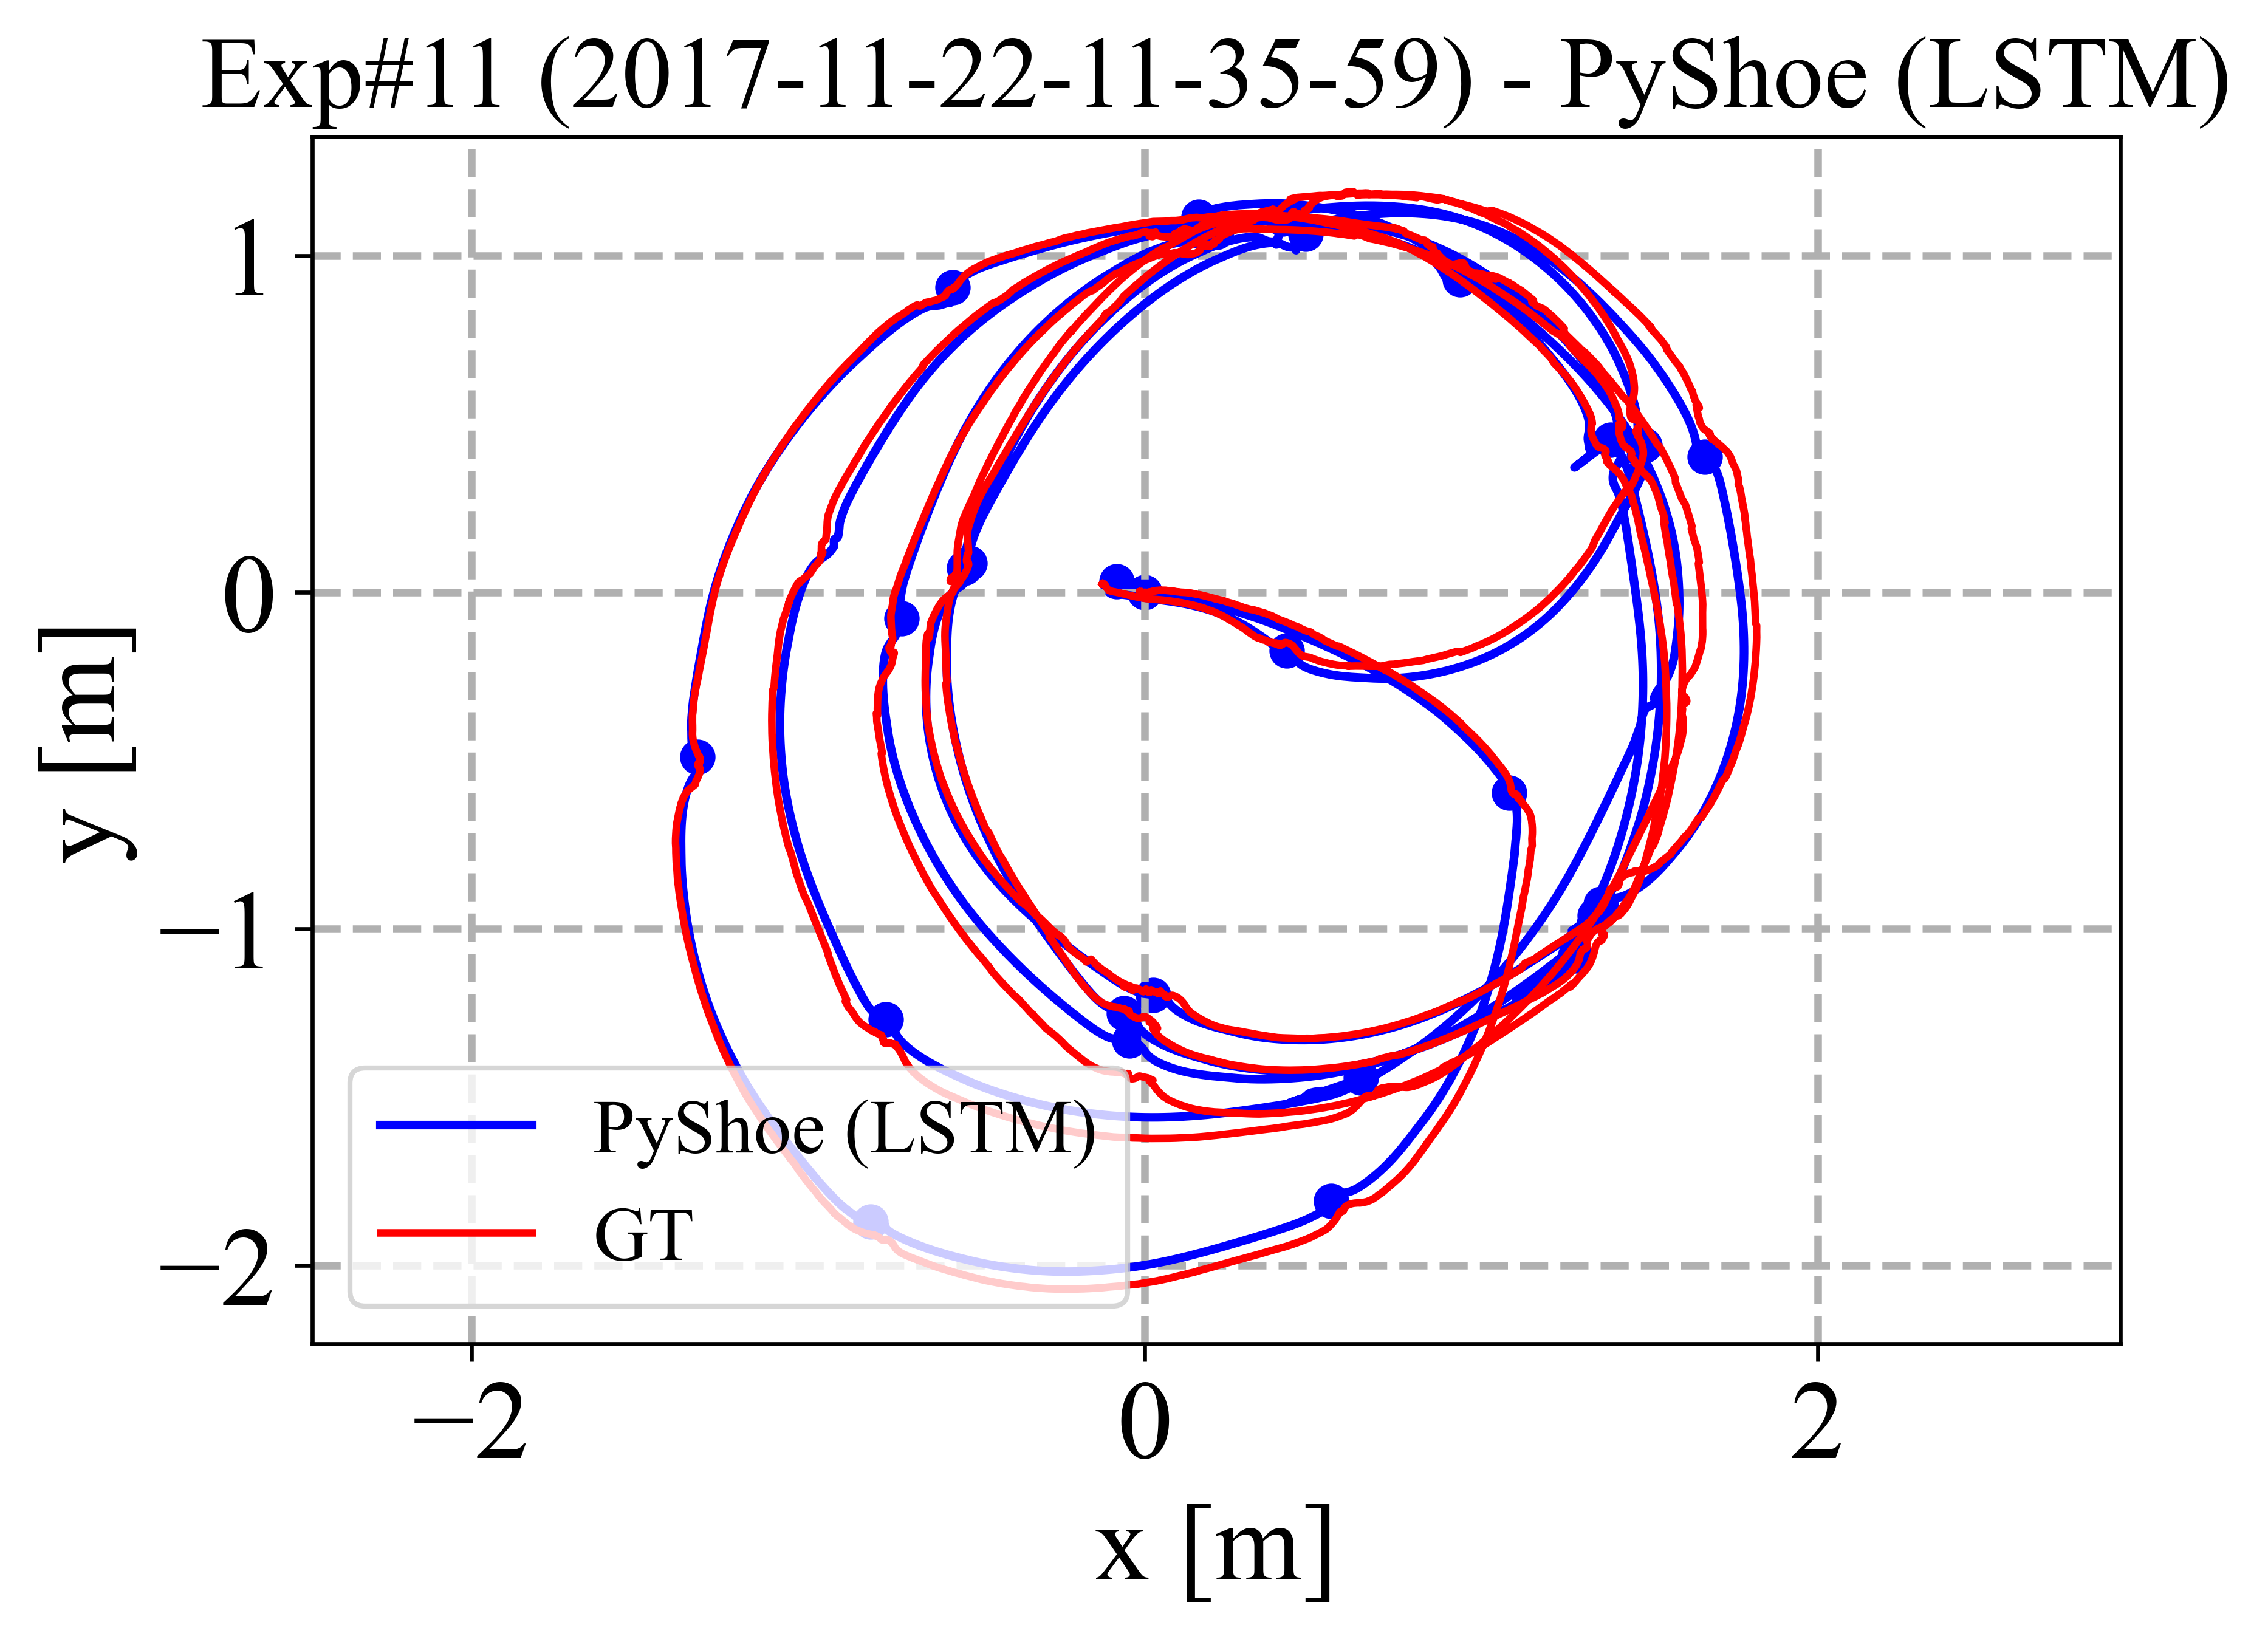 Exp#11 (2017-11-22-11-35-59)) - PyShoe (LSTM)
1
0
−1
−2
y [m]
PyShoe (LSTM)
GT
−2 0 2
x [m]